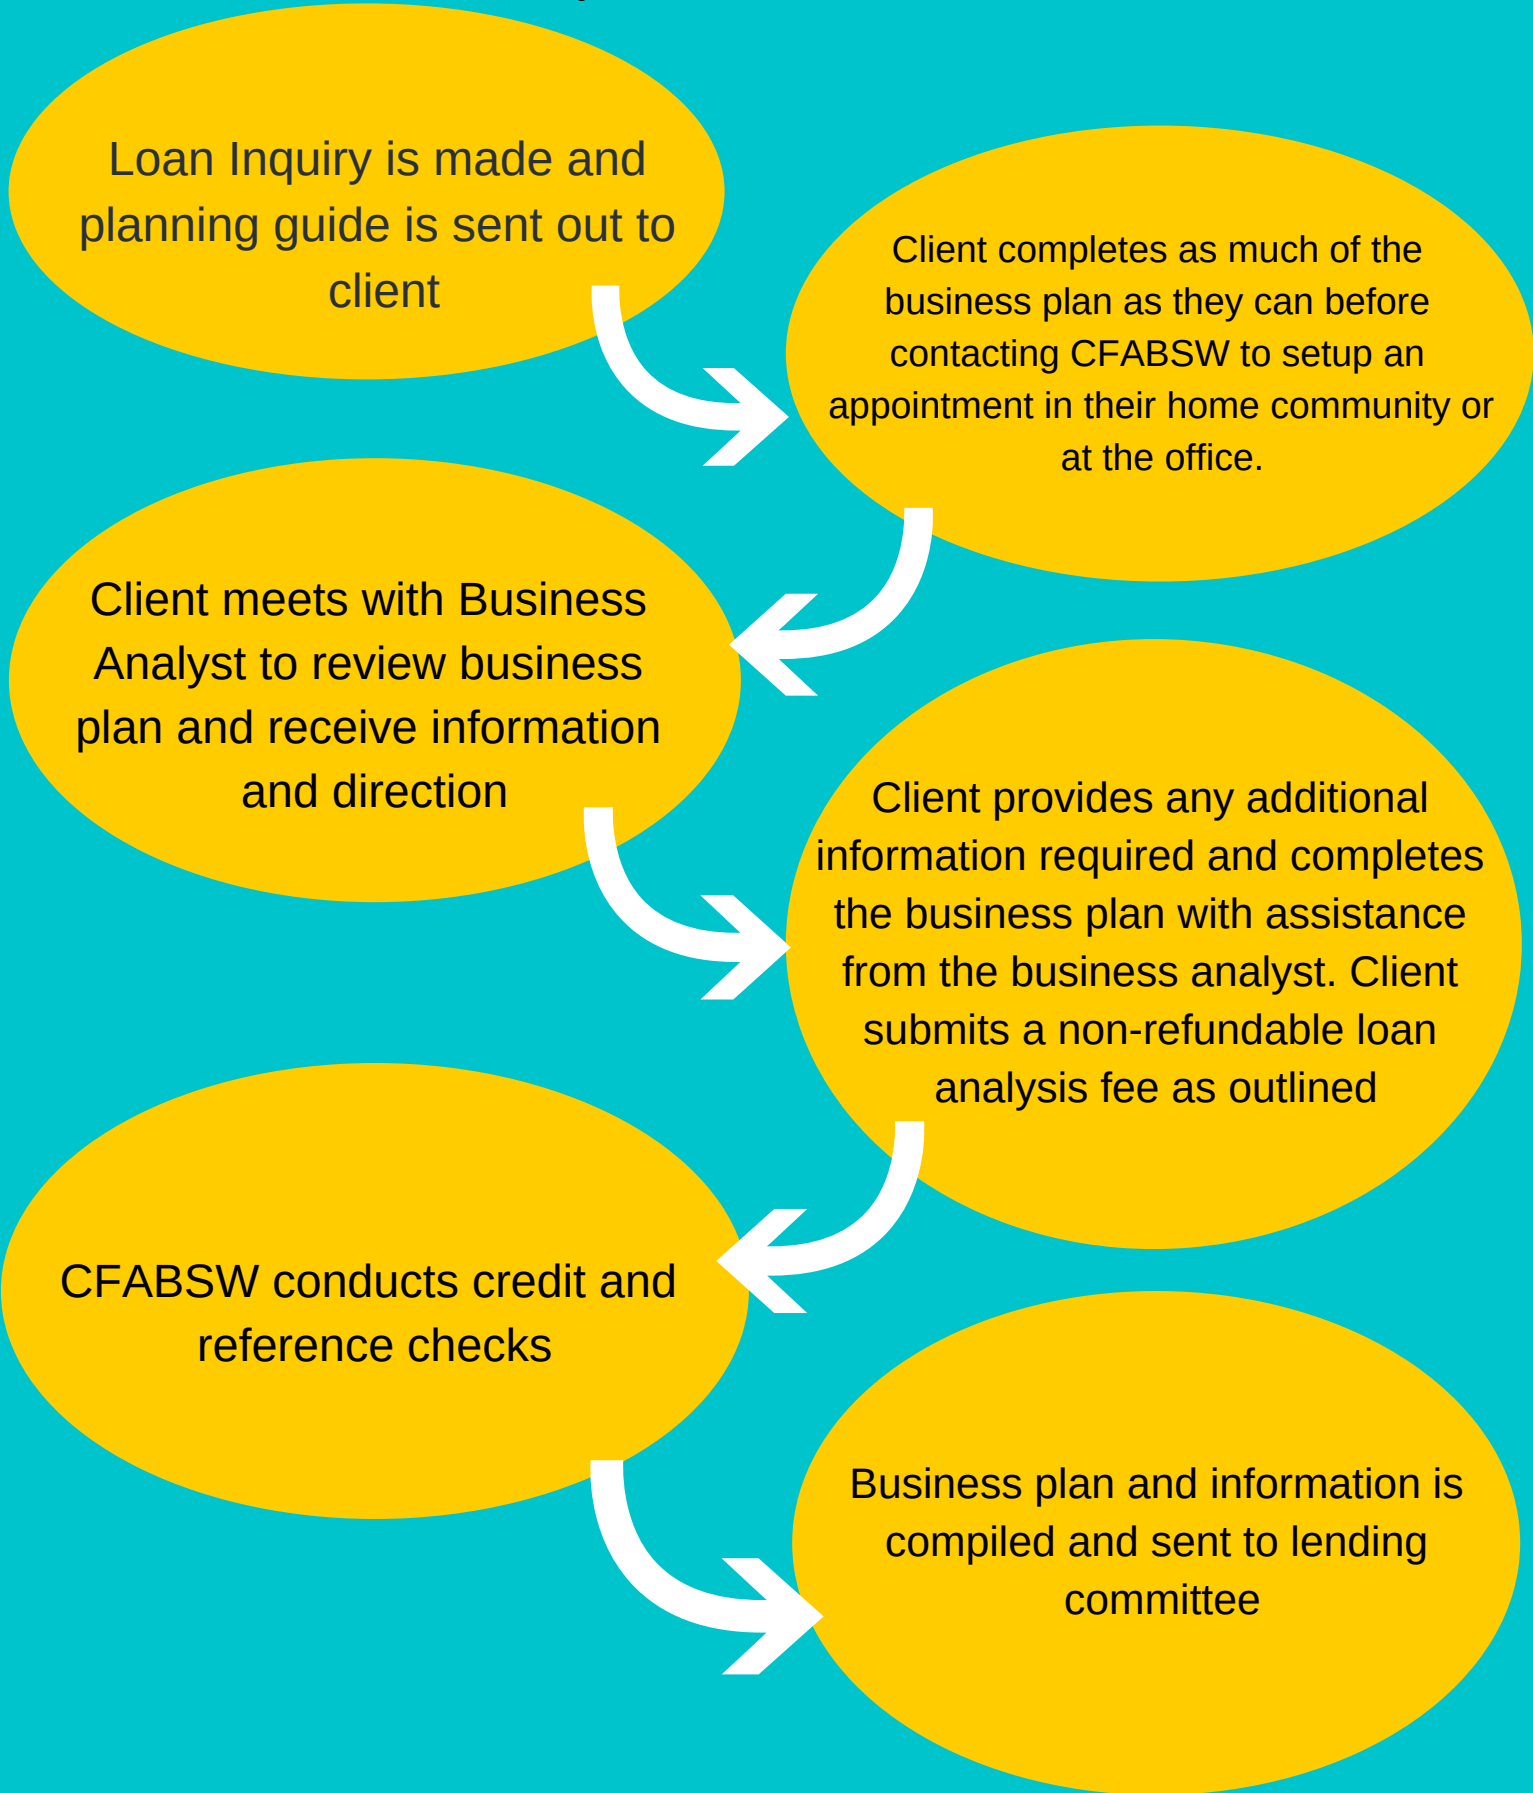 Loan Inquiry is made and
planning guide is sent out to
client
Client completes as much of the
business plan as they can before
contacting CFABSW to setup an
appointment in their home community or
at the office.
Client meets with Business
Analyst to review business
plan and receive information
and direction
Client provides any additional
information required and completes
the business plan with assistance
from the business analyst. Client
submits a non-refundable loan
analysis fee as outlined
CFABSW conducts credit and
reference checks
Business plan and information is
compiled and sent to lending
committee